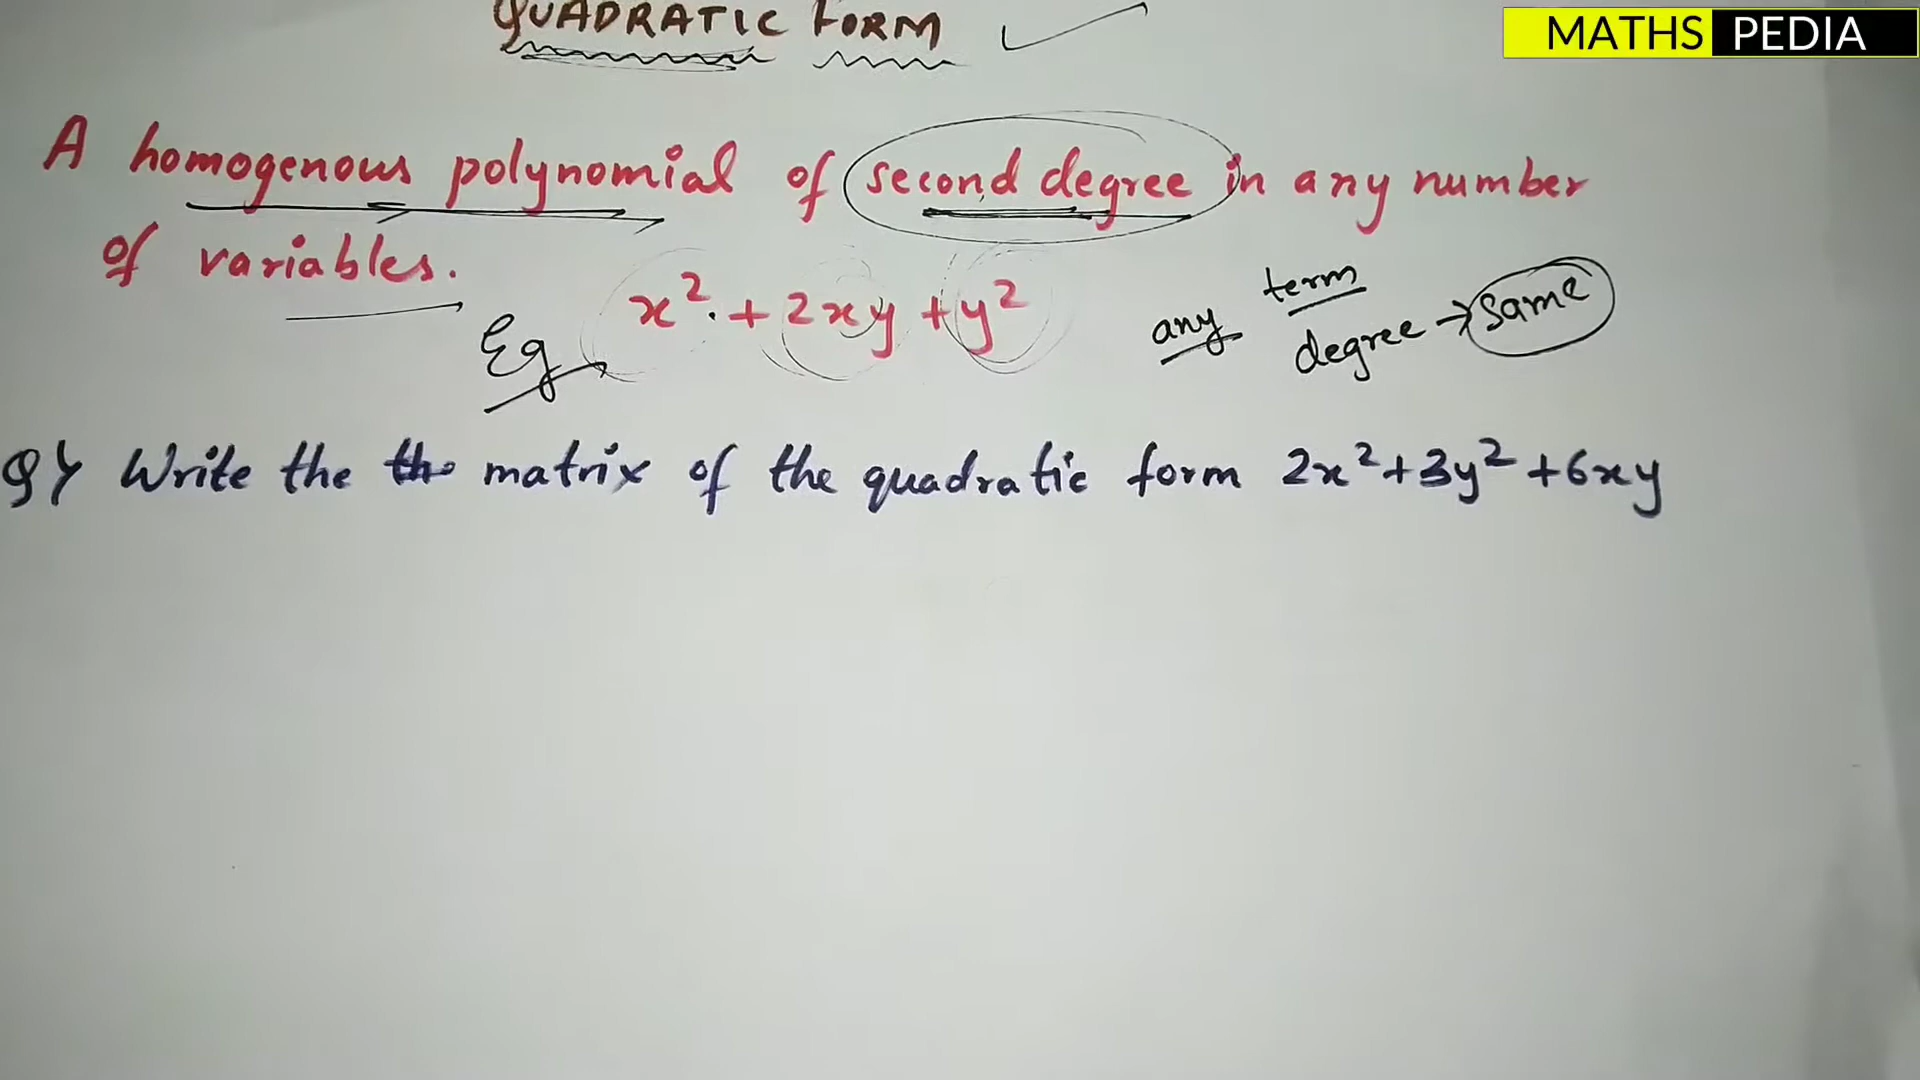 QUADRATIC FORM
MATHS PEDIA
A homogenous polynomial of second degree in any number
of variables.
Eg x² + 2xy + y²
any term
degree → same
Q) Write the the matrix of the quadratic form 2x²+3y²+6xy